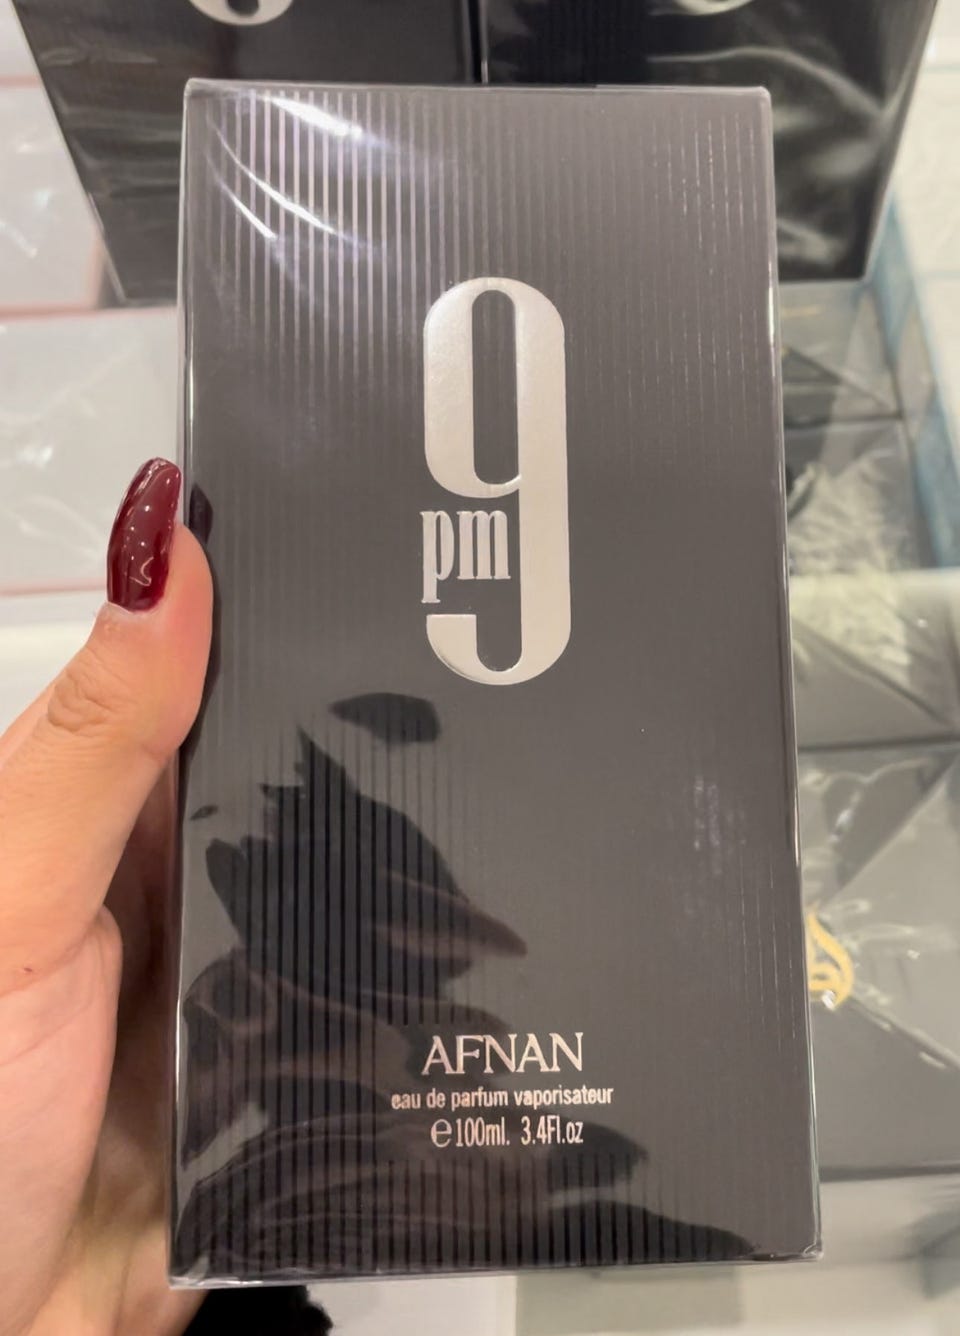 9
pm
AFNAN
eau de parfum vaporisateur
℮100ml. 3.4Fl.oz